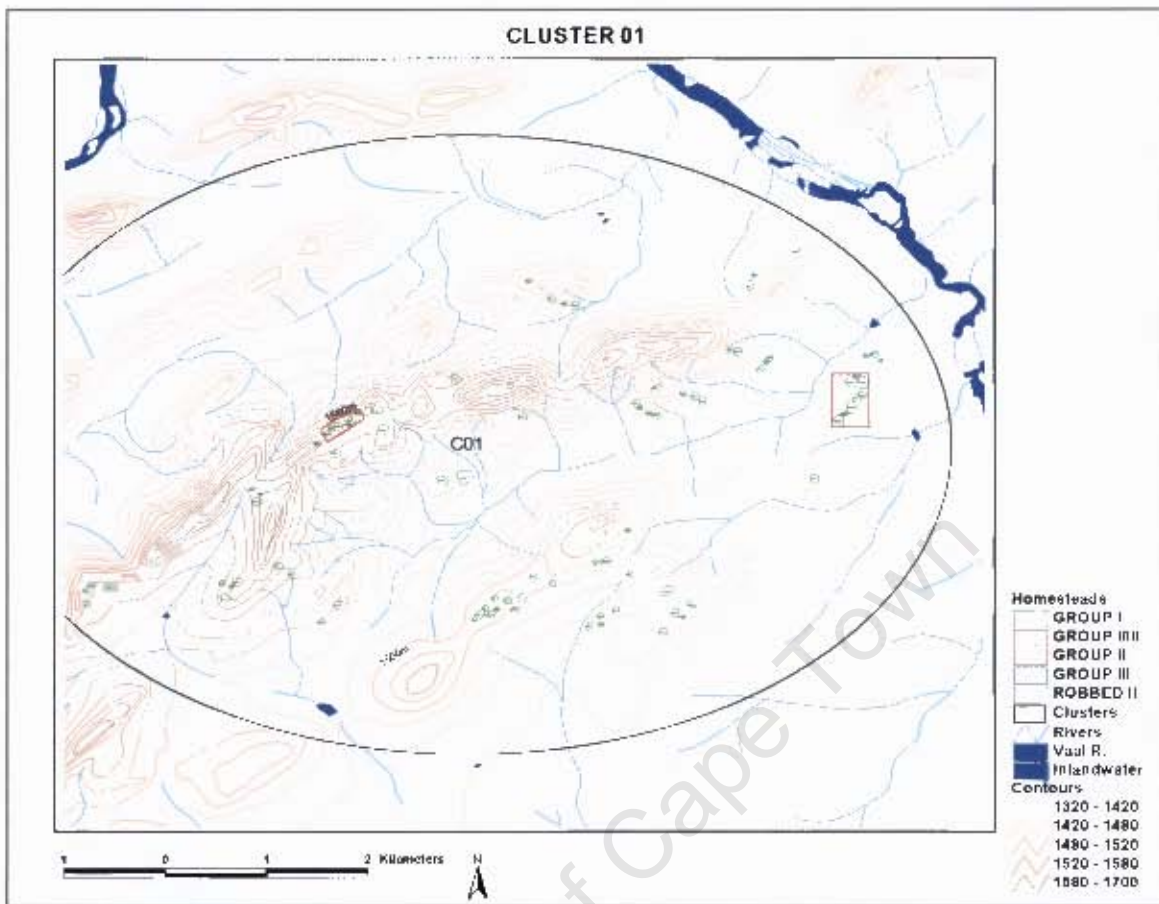 CLUSTER 01
C01
Homesteads
GROUP I
GROUP II
GROUP III
ROBBED II
Clusters
Rivers
Vaal R.
Inlandwater
Contours
1320 - 1420
1420 - 1480
1480 - 1520
1520 - 1580
1580 - 1700
1 0 1 2 Kilometers
N
of Cape Town